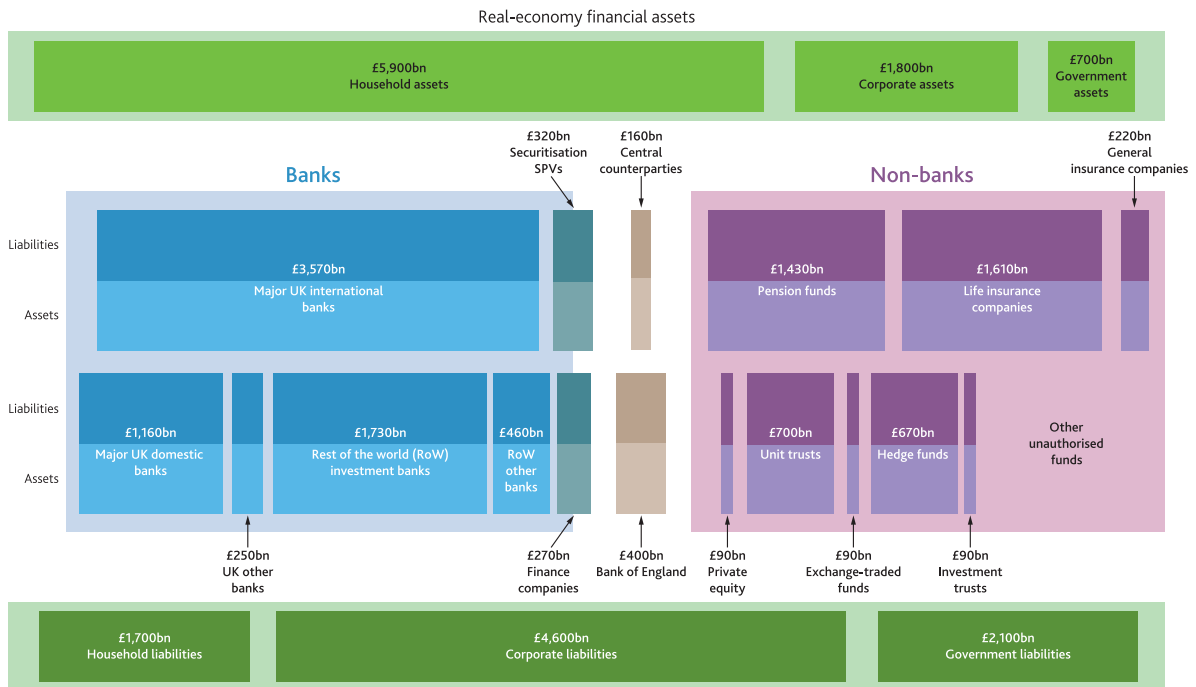 Real-economy financial assets
£5,900bn
Household assets
£1,800bn
Corporate assets
£700bn
Government
assets
£320bn
Securitisation
SPVs
£160bn
Central
counterparties
£220bn
General
insurance companies
Banks
Non-banks
Liabilities
Assets
£3,570bn
Major UK international
banks
£1,430bn
Pension funds
£1,610bn
Life insurance
companies
Liabilities
Assets
£1,160bn
Major UK domestic
banks
£1,730bn
Rest of the world (RoW)
investment banks
£460bn
RoW
other
banks
£700bn
Unit trusts
£670bn
Hedge funds
Other
unauthorised
funds
£250bn
UK other
banks
£270bn
Finance
companies
£400bn
Bank of England
£90bn
Private
equity
£90bn
Exchange-traded
funds
£90bn
Investment
trusts
£1,700bn
Household liabilities
£4,600bn
Corporate liabilities
£2,100bn
Government liabilities